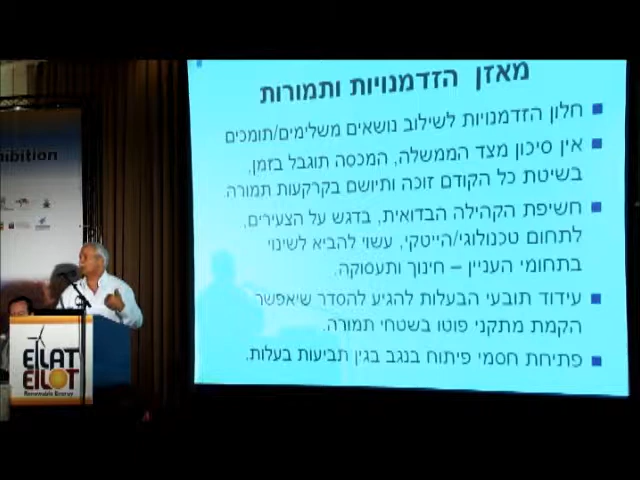 מאזן הזדמנויות ותמורות
חלון הזדמנויות לשילוב נושאים משלימים/תומכים
אין סיכון מצד הממשלה, המכסה תוגבל בזמן,
בשיטת כל הקודם זוכה ותיושם בקרקעות תמורה.
חשיפת הקהילה הבדואית, בדגש על הצעירים,
לתחום טכנולוגי/הייטקי, עשוי להביא לשינוי
בתחומי העניין – חינוך ותעסוקה.
עידוד תובעי הבעלות להגיע להסדר שיאפשר
הקמת מתקני פוטו בשטחי תמורה.
פתיחת חסמי פיתוח בנגב בגין תביעות בעלות.
hibition
EILAT
EILOT
Renewable Energy